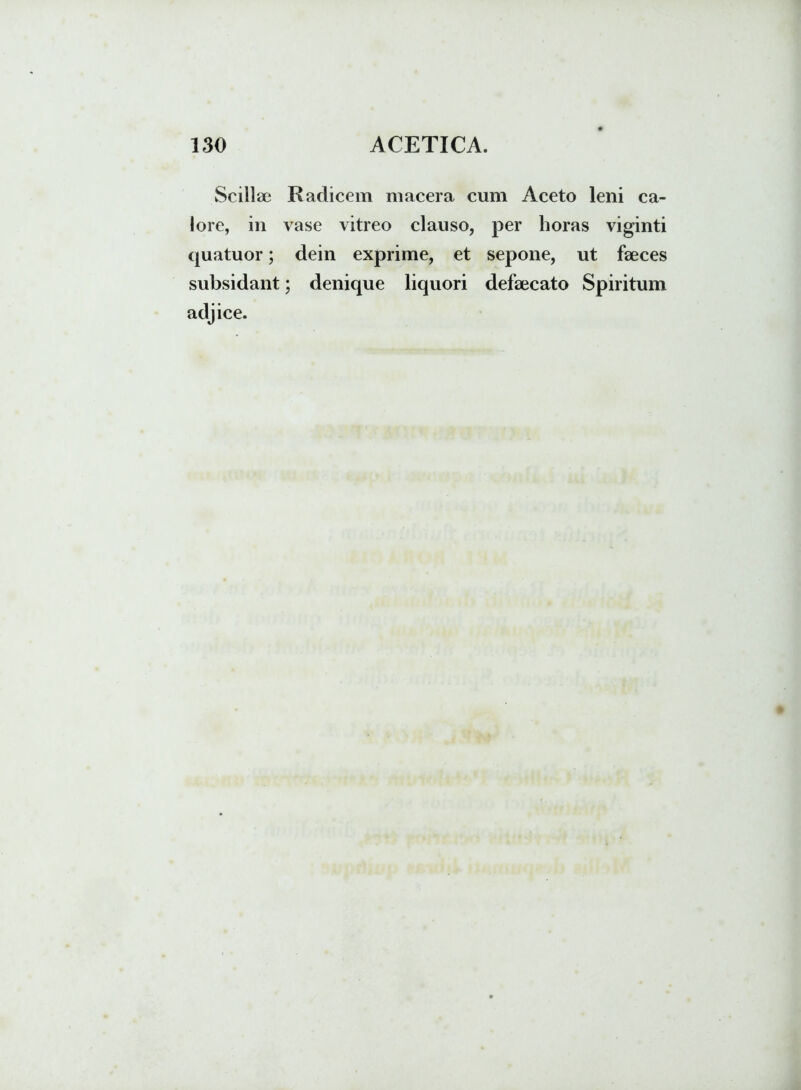 130 ACETICA.
Scillæ Radicem macera cum Aceto leni ca-
lore, in vase vitreo clauso, per horas viginti
quatuor; dein exprime, et sepone, ut fæces
subsidant; denique liquori defæcato Spiritum
adjice.